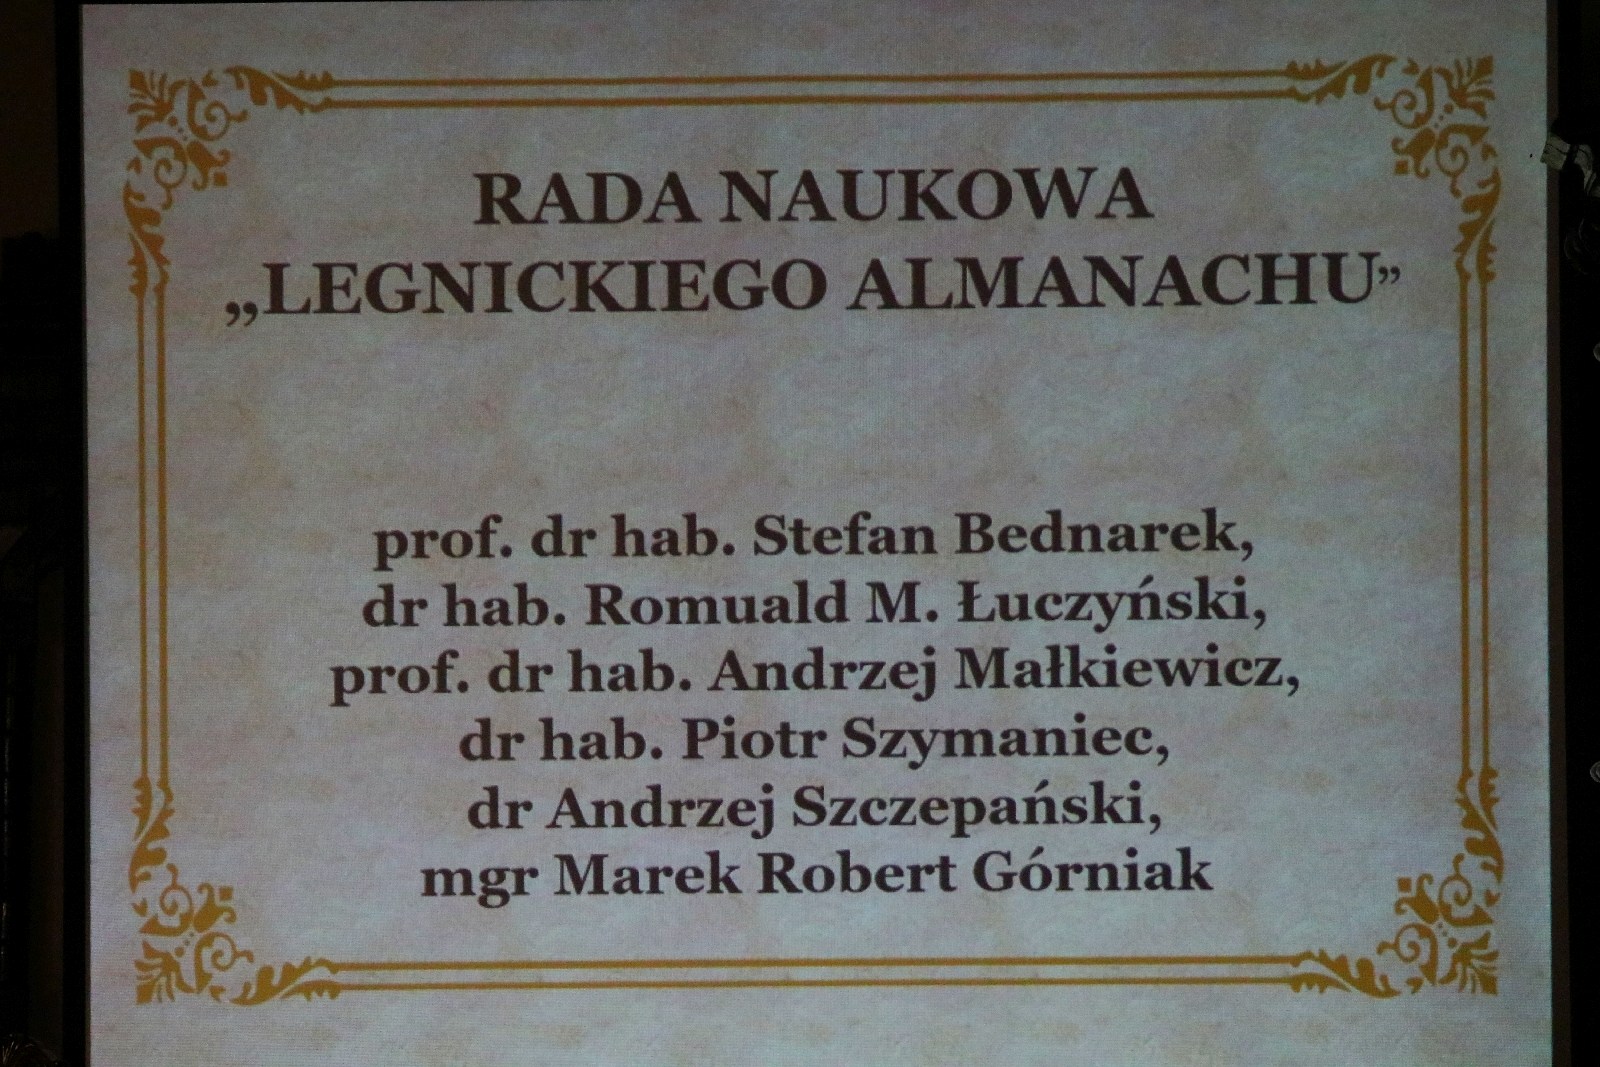 RADA NAUKOWA
„LEGNICKIEGO ALMANACHU”
prof. dr hab. Stefan Bednarek,
dr hab. Romuald M. Łuczyński,
prof. dr hab. Andrzej Małkiewicz,
dr hab. Piotr Szymaniec,
dr Andrzej Szczepański,
mgr Marek Robert Górniak